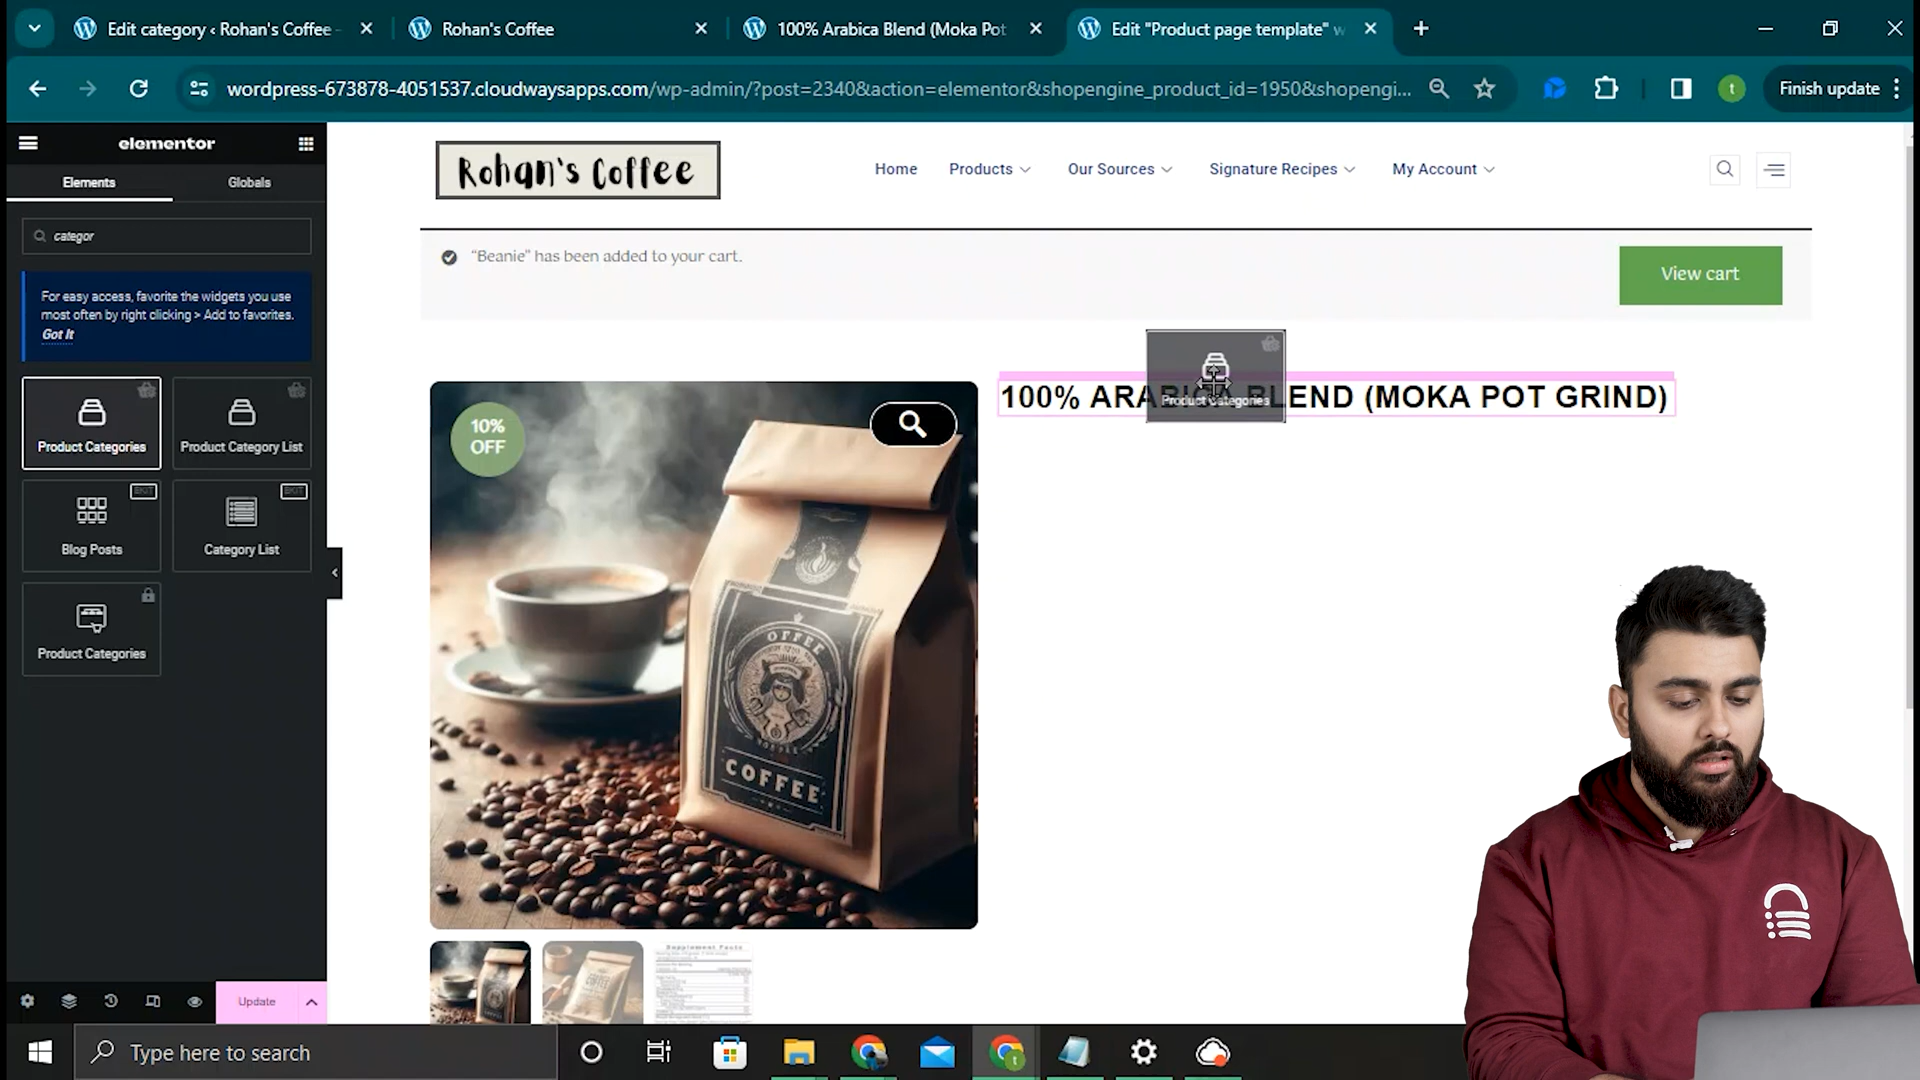 Edit category ‹ Rohan's Coffee -
Rohan's Coffee
100% Arabica Blend (Moka Pot
Edit "Product page template" w
wordpress-673878-4051537.cloudwaysapps.com/wp-admin/?post=2340&action=elementor&shopengine_product_id=1950&shopengi...
t
Finish update
elementor
Elements
Globals
categor
For easy access, favorite the widgets you use
most often by right clicking > Add to favorites.
Got It
Product Categories
Product Category List
Blog Posts
Category List
Product Categories
Update
Rohan's Coffee
Home
Products
Our Sources
Signature Recipes
My Account
“Beanie” has been added to your cart.
View cart
Product Categories
100% ARABICA BLEND (MOKA POT GRIND)
10%
OFF
OFFEE
COFFEE
Supplement Facts
Type here to search